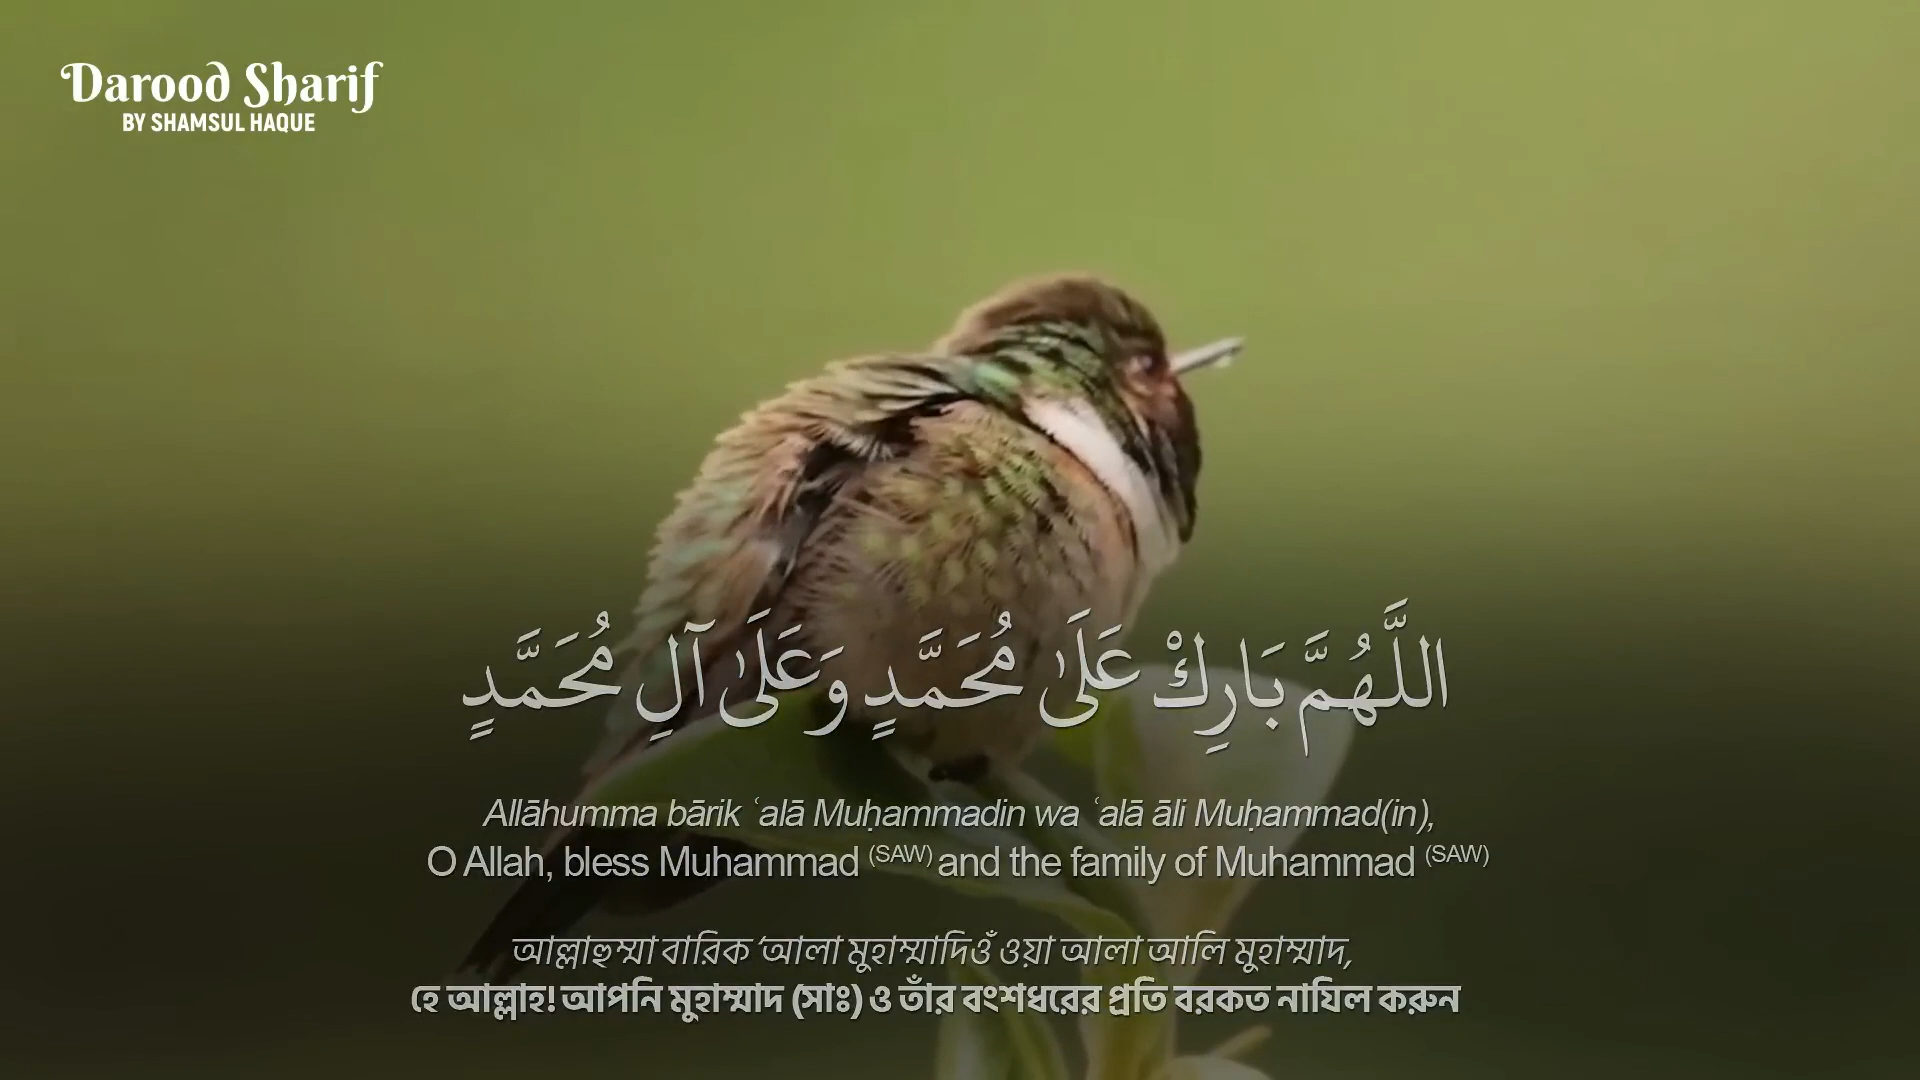 Darood Sharif
BY SHAMSUL HAQUE
اللَّهُمَّ بَارِكْ عَلَىٰ مُحَمَّدٍ وَعَلَىٰ آلِ مُحَمَّدٍ
Allāhumma bārik ʿalā Muḥammadin wa ʿalā āli Muḥammad(in),
O Allah, bless Muhammad (SAW) and the family of Muhammad (SAW)
আল্লাহুম্মা বারিক ‘আলা মুহাম্মাদিওঁ ওয়া আলা আলি মুহাম্মাদ,
হে আল্লাহ! আপনি মুহাম্মাদ (সাঃ) ও তাঁর বংশধরের প্রতি বরকত নাযিল করুন